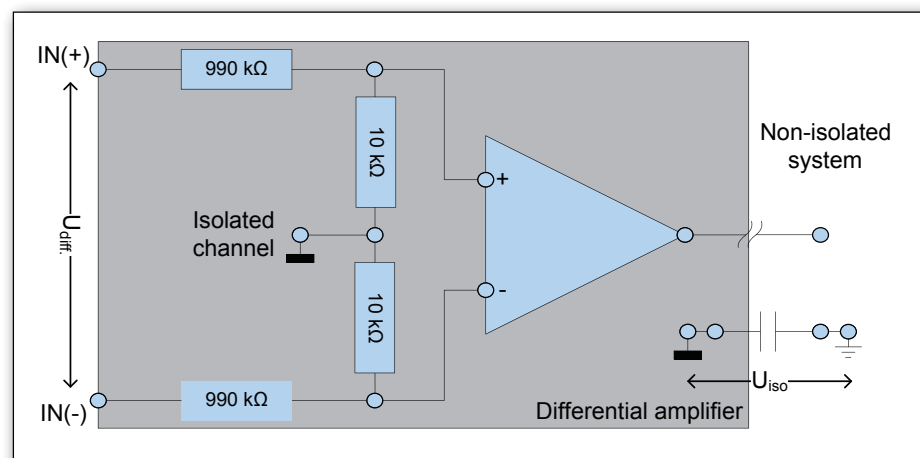 IN(+)
990 kΩ
10 kΩ
Non-isolated
system
+
Udiff.
Isolated
channel
-
10 kΩ
Uiso
990 kΩ
IN(-)
Differential amplifier